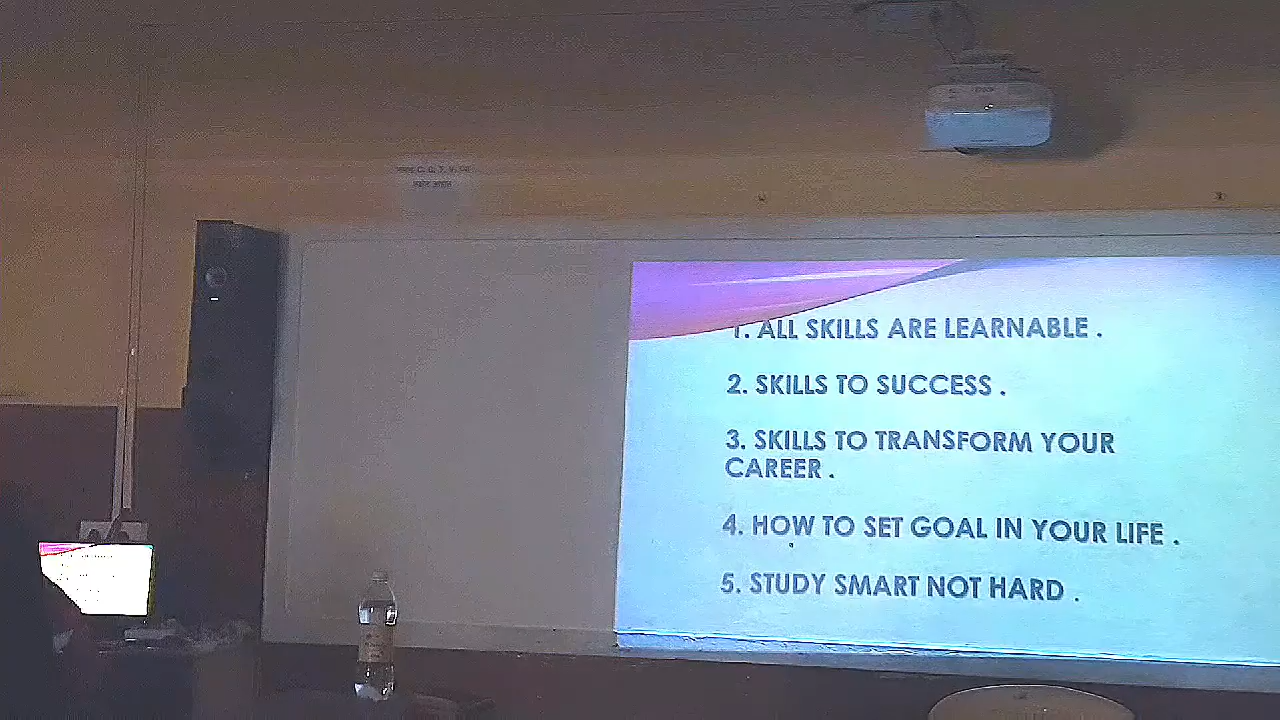 1. ALL SKILLS ARE LEARNABLE .
2. SKILLS TO SUCCESS .
3. SKILLS TO TRANSFORM YOUR
CAREER .
4. HOW TO SET GOAL IN YOUR LIFE .
5. STUDY SMART NOT HARD .